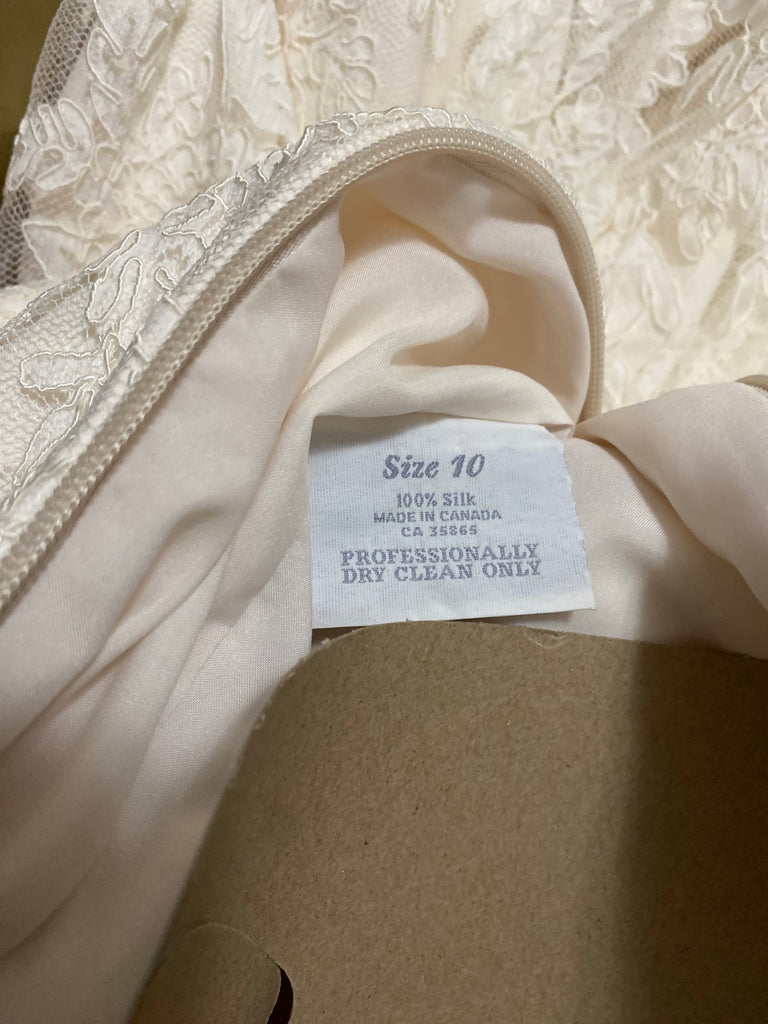 Size 10
100% Silk
MADE IN CANADA
CA 35865
PROFESSIONALLY
DRY CLEAN ONLY